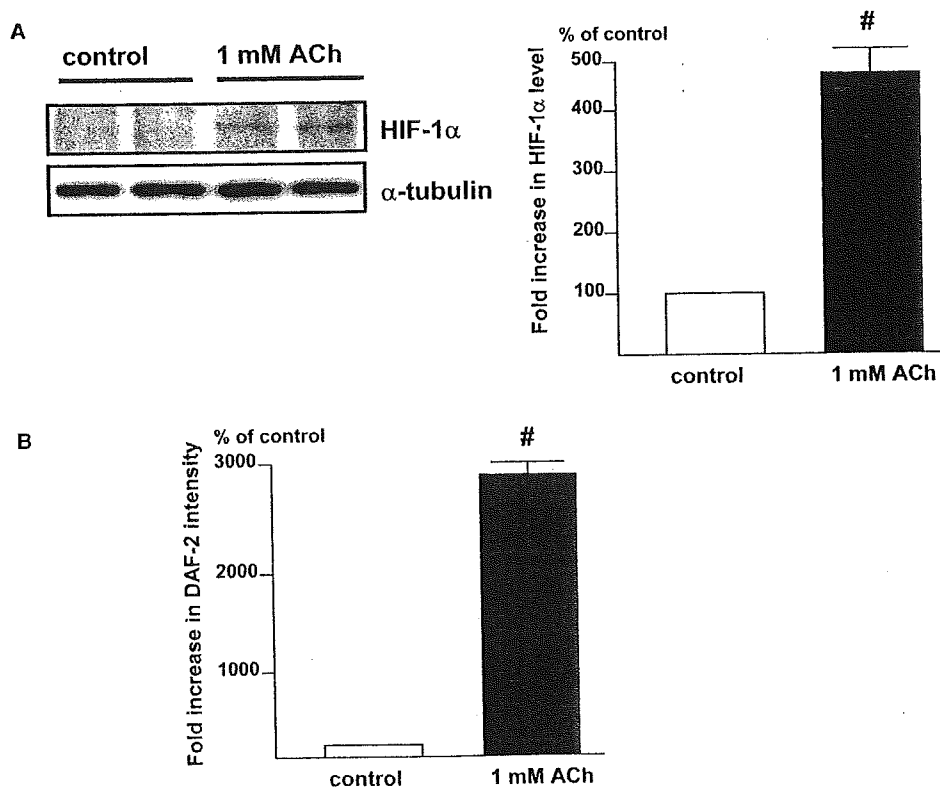 A
control 1 mM ACh
HIF-1α
α-tubulin
% of control
#
Fold increase in HIF-1α level
500
400
300
200
100
control 1 mM ACh
B
% of control
#
Fold increase in DAF-2 intensity
3000
2000
1000
control 1 mM ACh